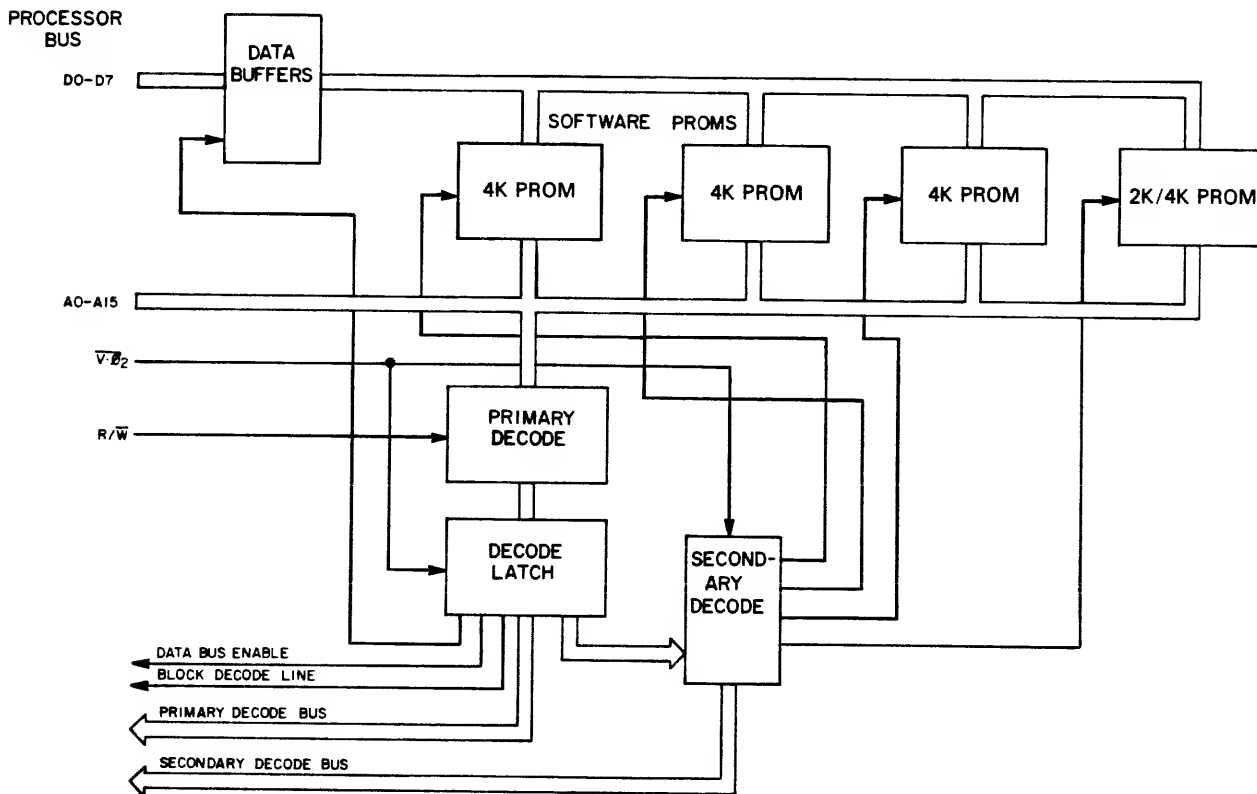 PROCESSOR
BUS
DATA
BUFFERS
D0-D7
SOFTWARE PROMS
4K PROM
4K PROM
4K PROM
2K/4K PROM
A0-A15
V·Ø2
R/W
PRIMARY
DECODE
DECODE
LATCH
SECOND-
ARY
DECODE
DATA BUS ENABLE
BLOCK DECODE LINE
PRIMARY DECODE BUS
SECONDARY DECODE BUS